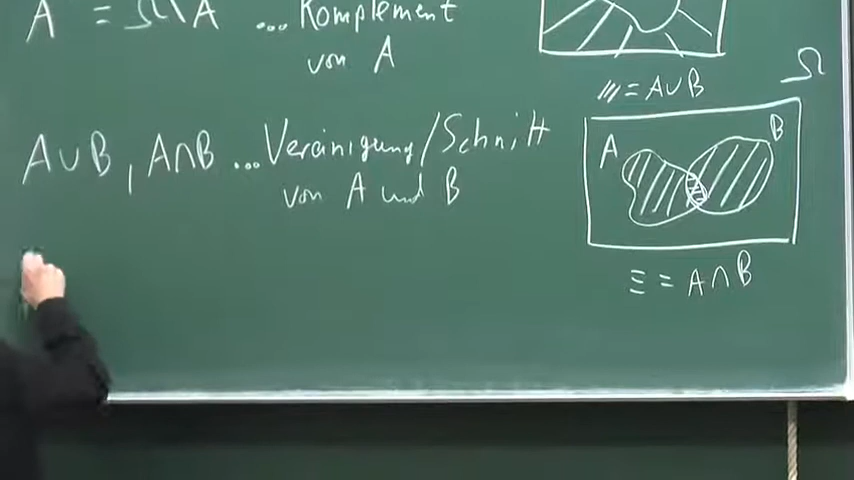 A = Ω \ A ... Komplement
von A
A∪B, A∩B ... Vereinigung/Schnitt
von A und B
/// = A∪B
Ω
A B
Ξ = A∩B